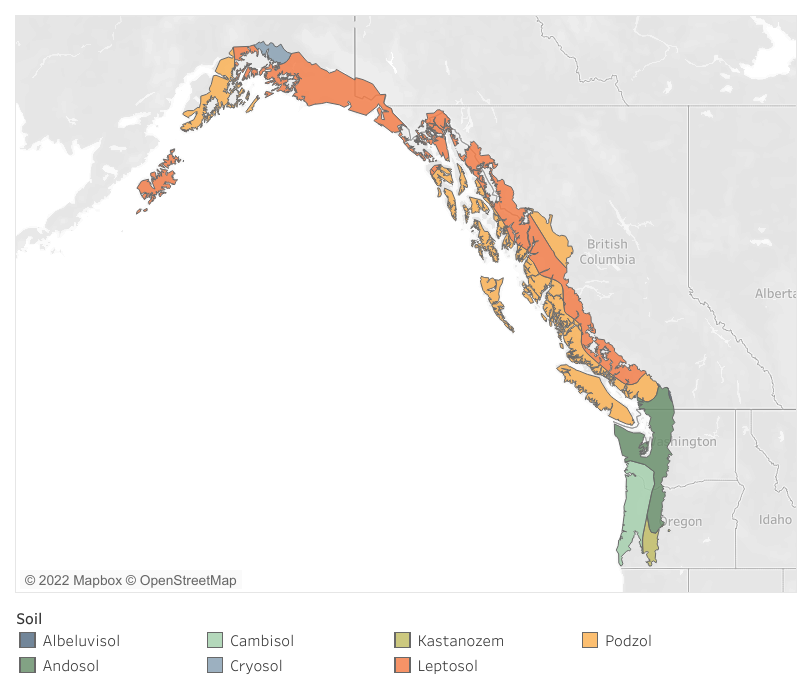 British
Columbia
Alberta
Washington
Oregon
Idaho
© 2022 Mapbox © OpenStreetMap
Soil
Albeluvisol
Cambisol
Kastanozem
Podzol
Andosol
Cryosol
Leptosol